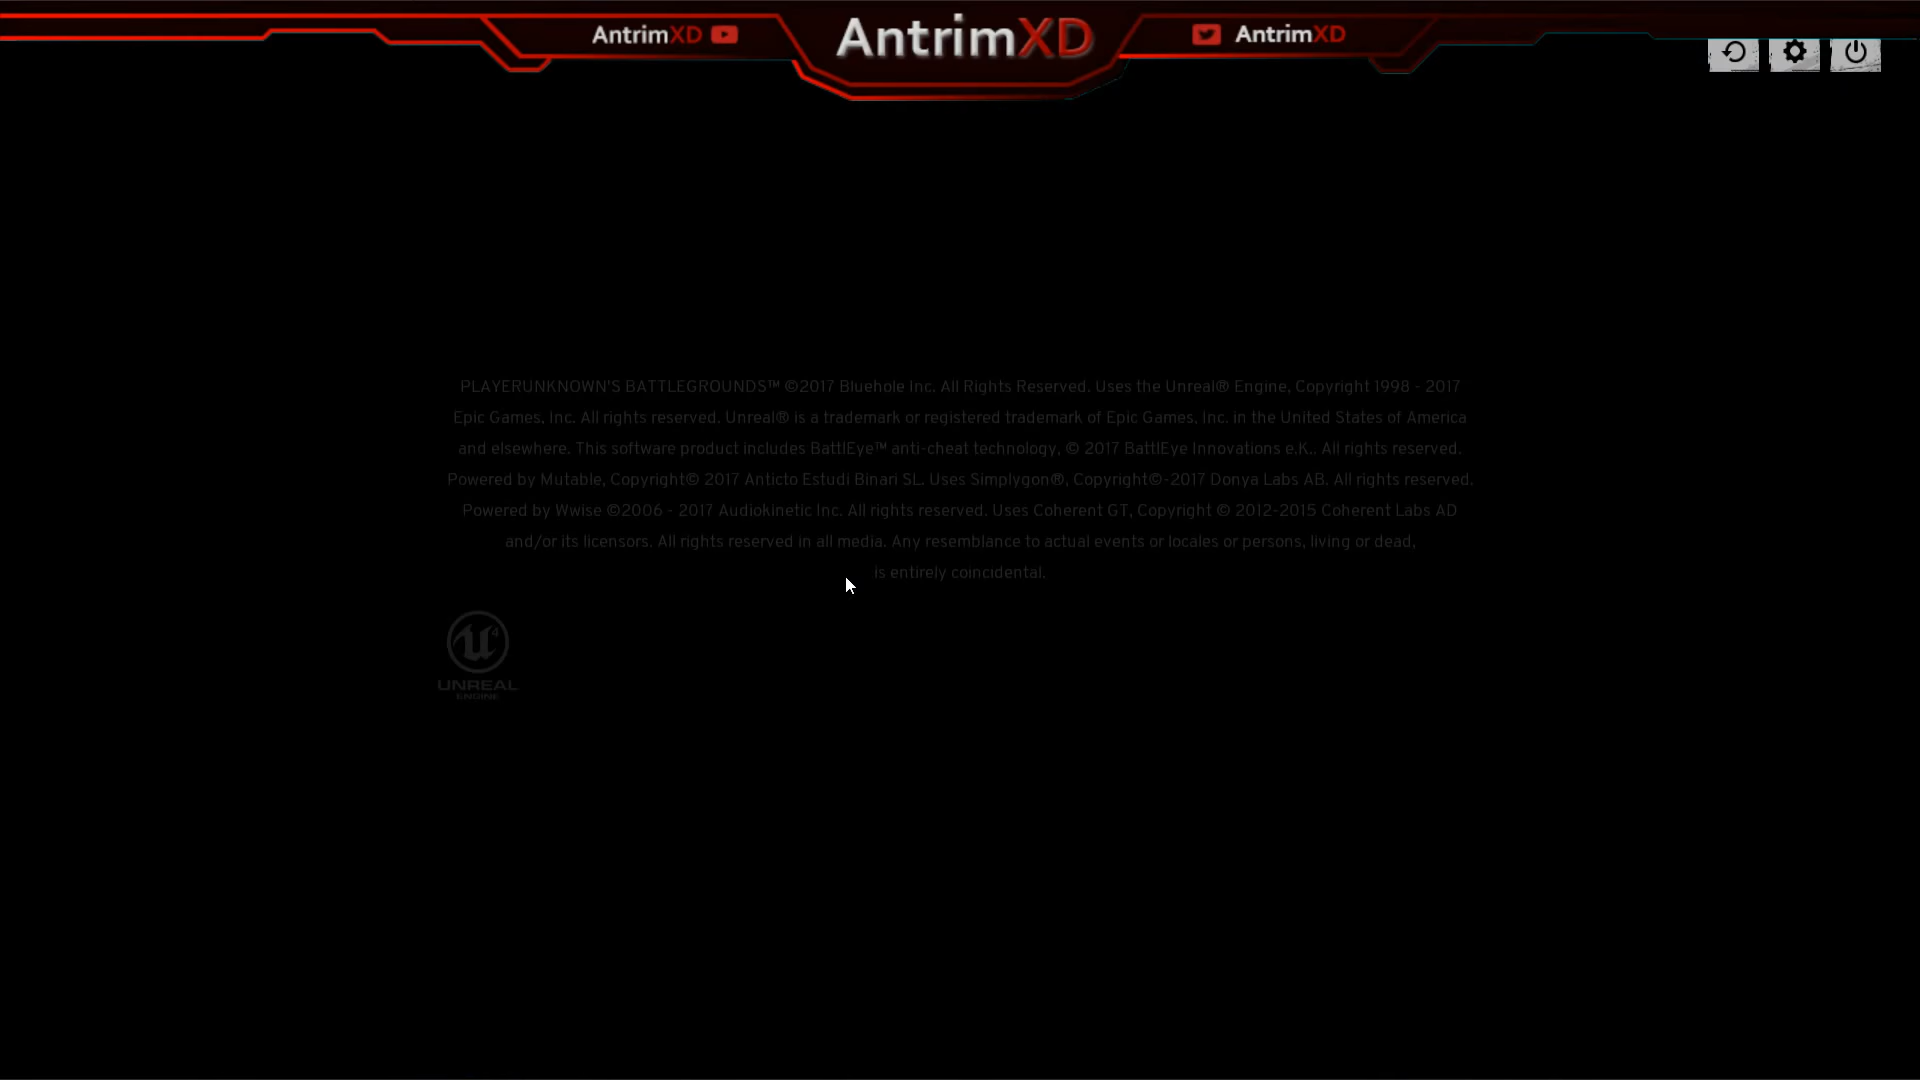 AntrimXD
AntrimXD
AntrimXD
PLAYERUNKNOWN'S BATTLEGROUNDS™ ©2017 Bluehole Inc. All Rights Reserved. Uses the Unreal® Engine, Copyright 1998 - 2017
Epic Games, Inc. All rights reserved. Unreal® is a trademark or registered trademark of Epic Games, Inc. in the United States of America
and elsewhere. This software product includes BattlEye™ anti-cheat technology, © 2017 BattlEye Innovations e.K.. All rights reserved.
Powered by Mutable, Copyright© 2017 Anticto Estudi Binari SL. Uses Simplygon®, Copyright©-2017 Donya Labs AB. All rights reserved.
Powered by Wwise ©2006 - 2017 Audiokinetic Inc. All rights reserved. Uses Coherent GT, Copyright © 2012-2015 Coherent Labs AD
and/or its licensors. All rights reserved in all media. Any resemblance to actual events or locales or persons, living or dead,
is entirely coincidental.
U4
UNREAL
ENGINE